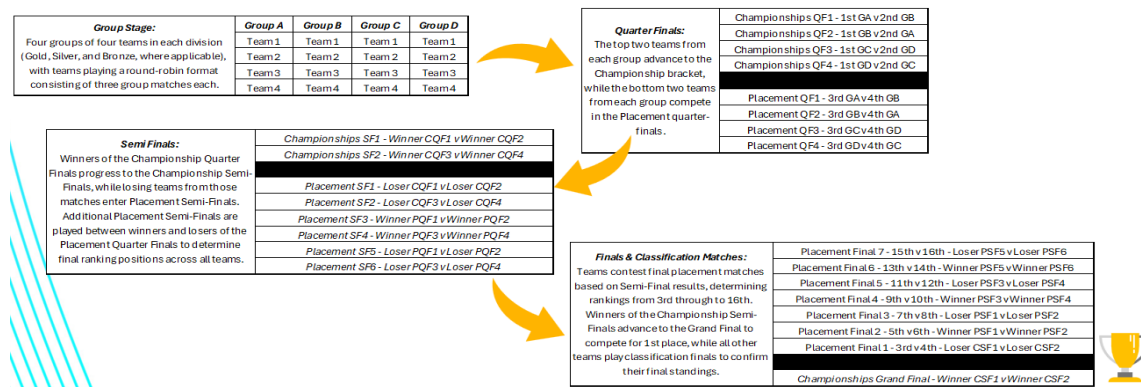 Group Stage:
Four groups of four teams in each division
(Gold, Silver, and Bronze, where applicable),
with teams playing a round-robin format
consisting of three group matches each.
Group A Group B Group C Group D
Team 1 Team 1 Team 1 Team 1
Team 2 Team 2 Team 2 Team 2
Team 3 Team 3 Team 3 Team 3
Team 4 Team 4 Team 4 Team 4
Quarter Finals:
The top two teams from
each group advance to the
Championship bracket,
while the bottom two teams
from each group compete
in the Placement quarter-
finals.
Championships QF1 - 1st GA v 2nd GB
Championships QF2 - 1st GB v 2nd GA
Championships QF3 - 1st GC v 2nd GD
Championships QF4 - 1st GD v 2nd GC
Placement QF1 - 3rd GA v 4th GB
Placement QF2 - 3rd GB v 4th GA
Placement QF3 - 3rd GC v 4th GD
Placement QF4 - 3rd GD v 4th GC
Semi Finals:
Winners of the Championship Quarter
Finals progress to the Championship Semi-
Finals, while losing teams from those
matches enter Placement Semi-Finals.
Additional Placement Semi-Finals are
played between winners and losers of the
Placement Quarter Finals to determine
final ranking positions across all teams.
Championships SF1 - Winner CQF1 v Winner CQF2
Championships SF2 - Winner CQF3 v Winner CQF4
Placement SF1 - Loser CQF1 v Loser CQF2
Placement SF2 - Loser CQF3 v Loser CQF4
Placement SF3 - Winner PQF1 v Winner PQF2
Placement SF4 - Winner PQF3 v Winner PQF4
Placement SF5 - Loser PQF1 v Loser PQF2
Placement SF6 - Loser PQF3 v Loser PQF4
Finals & Classification Matches:
Teams contest final placement matches
based on Semi-Final results, determining
rankings from 3rd through to 16th.
Winners of the Championship Semi-
Finals advance to the Grand Final to
compete for 1st place, while all other
teams play classification finals to confirm
their final standings.
Placement Final 7 - 15th v 16th - Loser PSF5 v Loser PSF6
Placement Final 6 - 13th v 14th - Winner PSF5 v Winner PSF6
Placement Final 5 - 11th v 12th - Loser PSF3 v Loser PSF4
Placement Final 4 - 9th v 10th - Winner PSF3 v Winner PSF4
Placement Final 3 - 7th v 8th - Loser PSF1 v Loser PSF2
Placement Final 2 - 5th v 6th - Winner PSF1 v Winner PSF2
Placement Final 1 - 3rd v 4th - Loser CSF1 v Loser CSF2
Championships Grand Final - Winner CSF1 v Winner CSF2